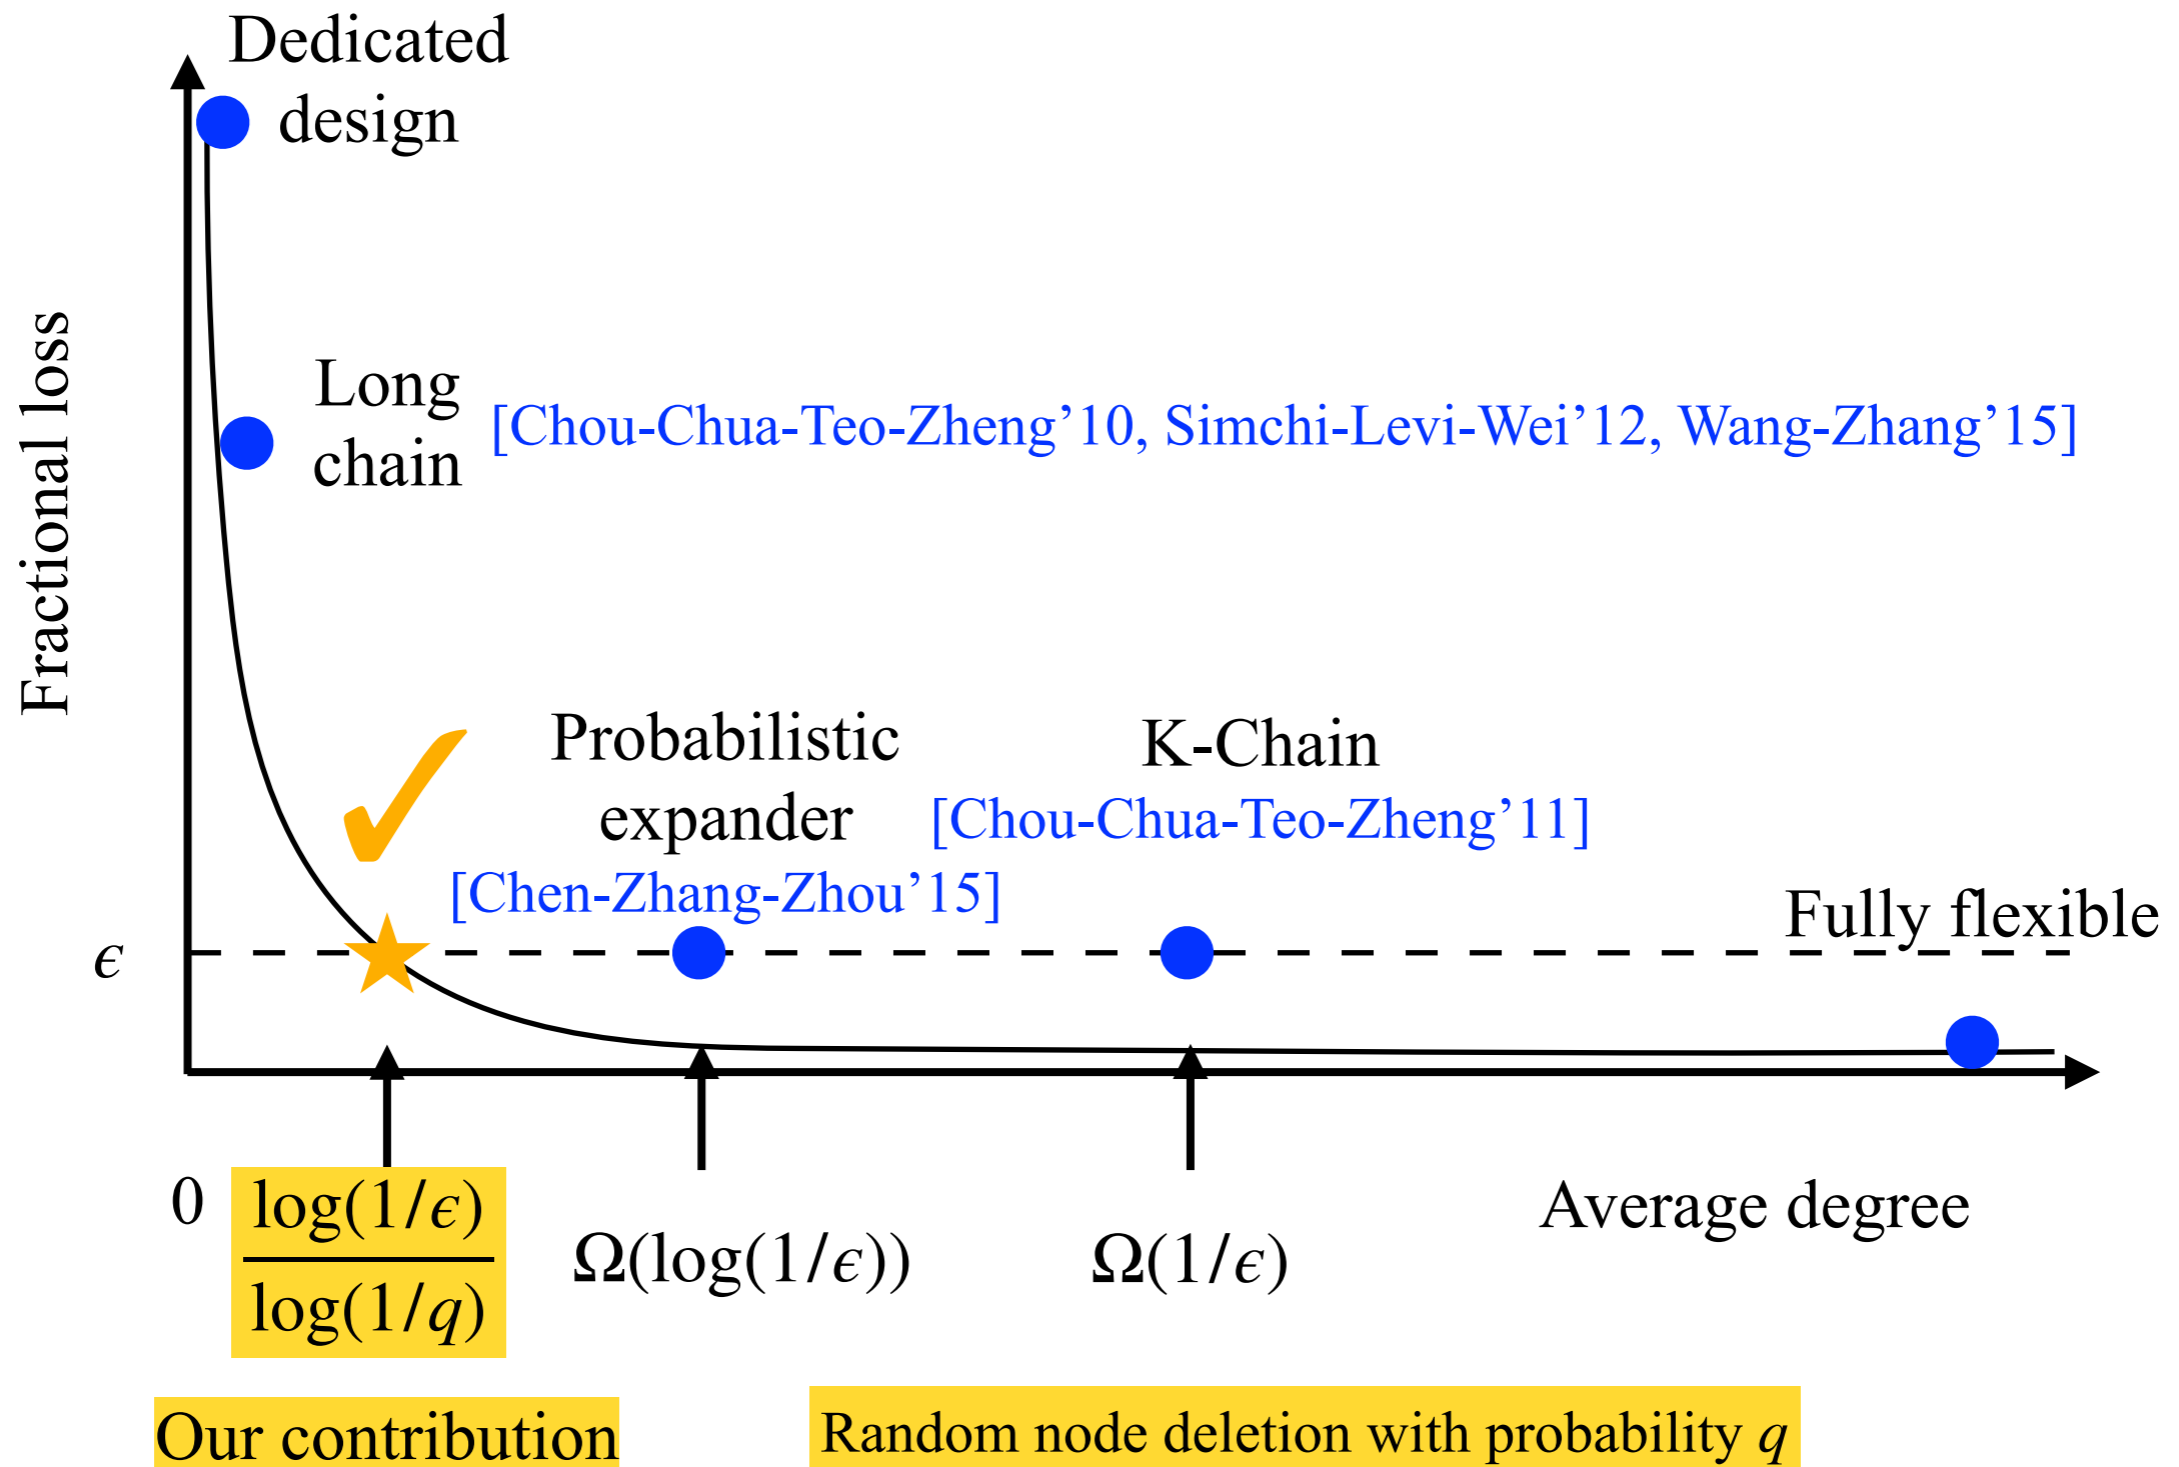 Dedicated
design
Fractional loss
Long
chain
[Chou-Chua-Teo-Zheng’10, Simchi-Levi-Wei’12, Wang-Zhang’15]
Probabilistic
expander
[Chen-Zhang-Zhou’15]
K-Chain
[Chou-Chua-Teo-Zheng’11]
Fully flexible
ϵ
0
log(1/ϵ)
log(1/q)
Ω(log(1/ϵ))
Ω(1/ϵ)
Average degree
Our contribution
Random node deletion with probability q